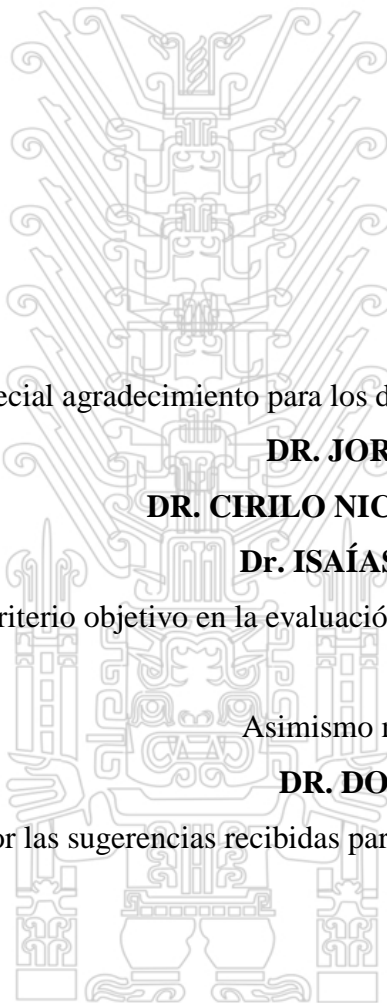 ecial agradecimiento para los d
DR. JOR
DR. CIRILO NIC
Dr. ISAÍAS
riterio objetivo en la evaluació
Asimismo
DR. DO
or las sugerencias recibidas par